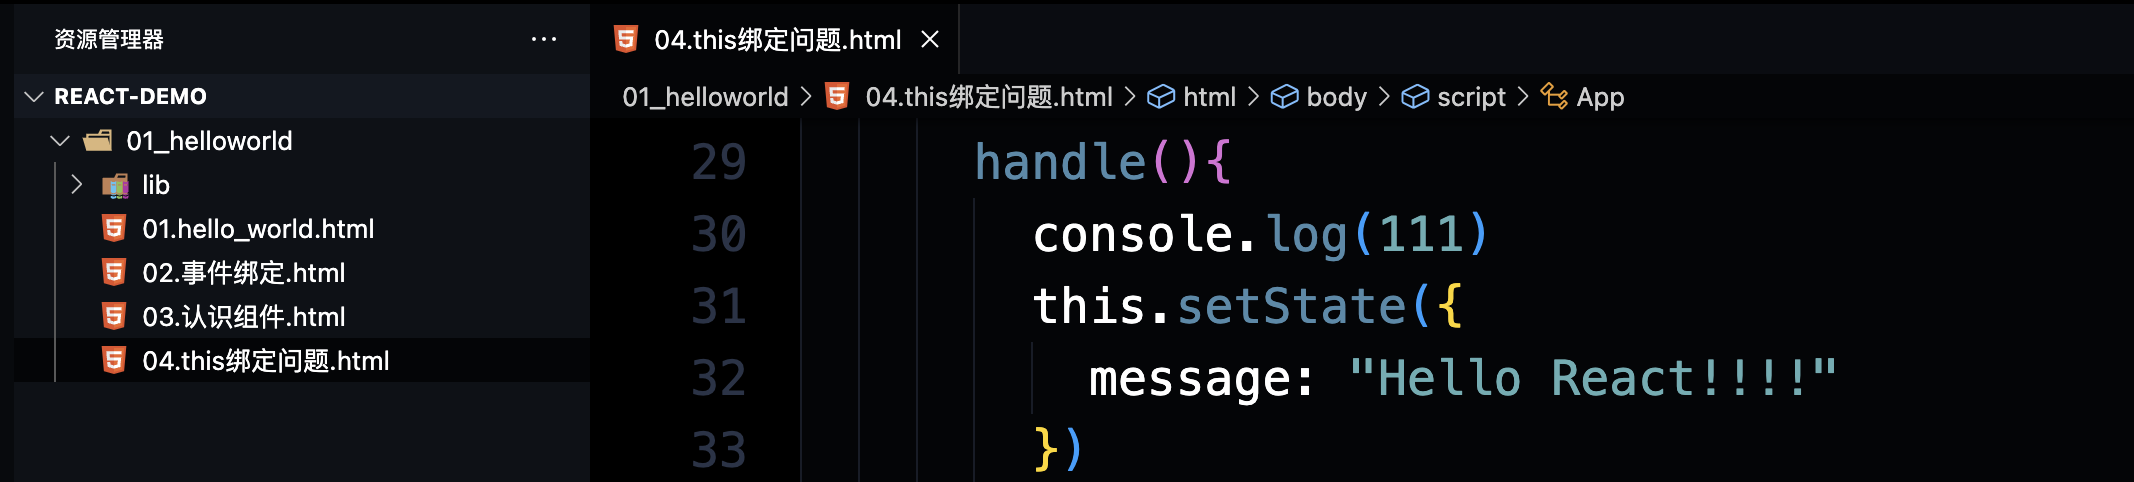 资源管理器 ···
REACT-DEMO
01_helloworld
lib
01.hello_world.html
02.事件绑定.html
03.认识组件.html
04.this绑定问题.html
04.this绑定问题.html
01_helloworld > 04.this绑定问题.html > html > body > script > App
29 handle(){
30 console.log(111)
31 this.setState({
32 message: "Hello React!!!!"
33 })